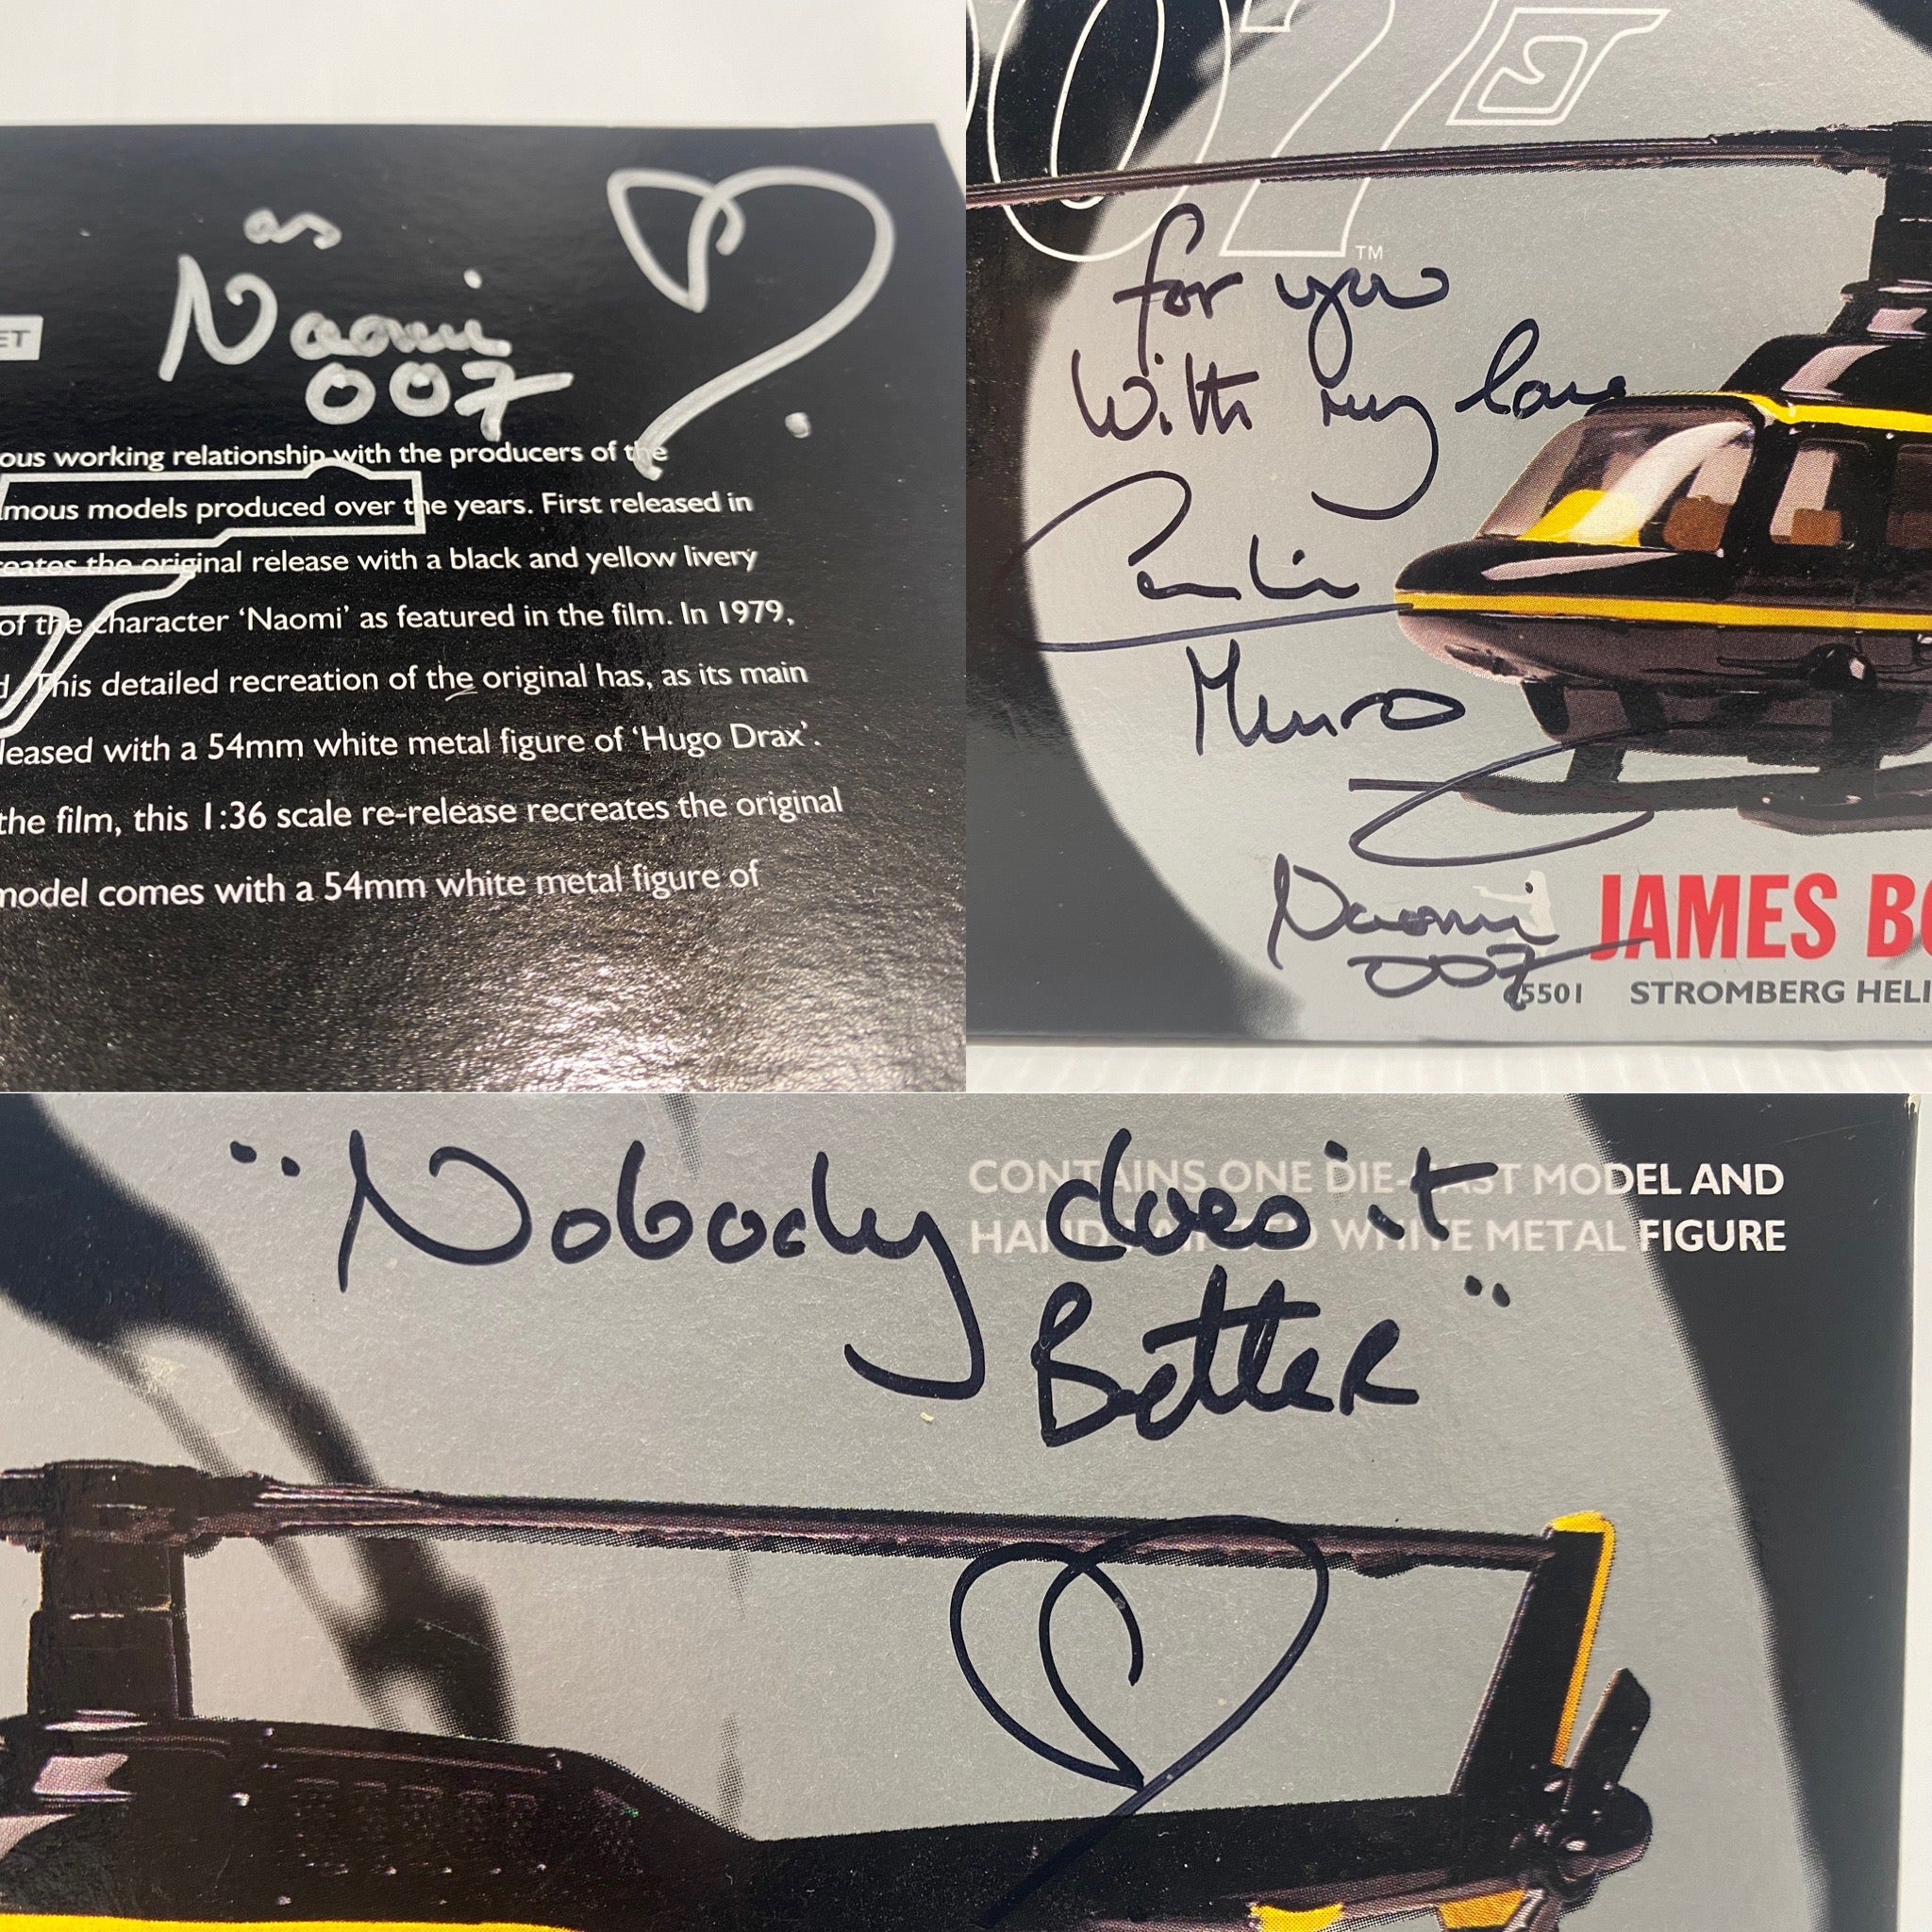 as
Naomi
007
ET
ous working relationship with the producers of the
mous models produced over the years. First released in
eates the original release with a black and yellow livery
of the character ‘Naomi’ as featured in the film. In 1979,
d. This detailed recreation of the original has, as its main
leased with a 54mm white metal figure of ‘Hugo Drax’.
the film, this 1:36 scale re-release recreates the original
model comes with a 54mm white metal figure of
007
TM
for you
With my love
Caroline
Munro
Naomi
007
JAMES BO
65501 STROMBERG HELI
"Nobody does it
Better"
CONTAINS ONE DIE-CAST MODEL AND
HAND PAINTED WHITE METAL FIGURE